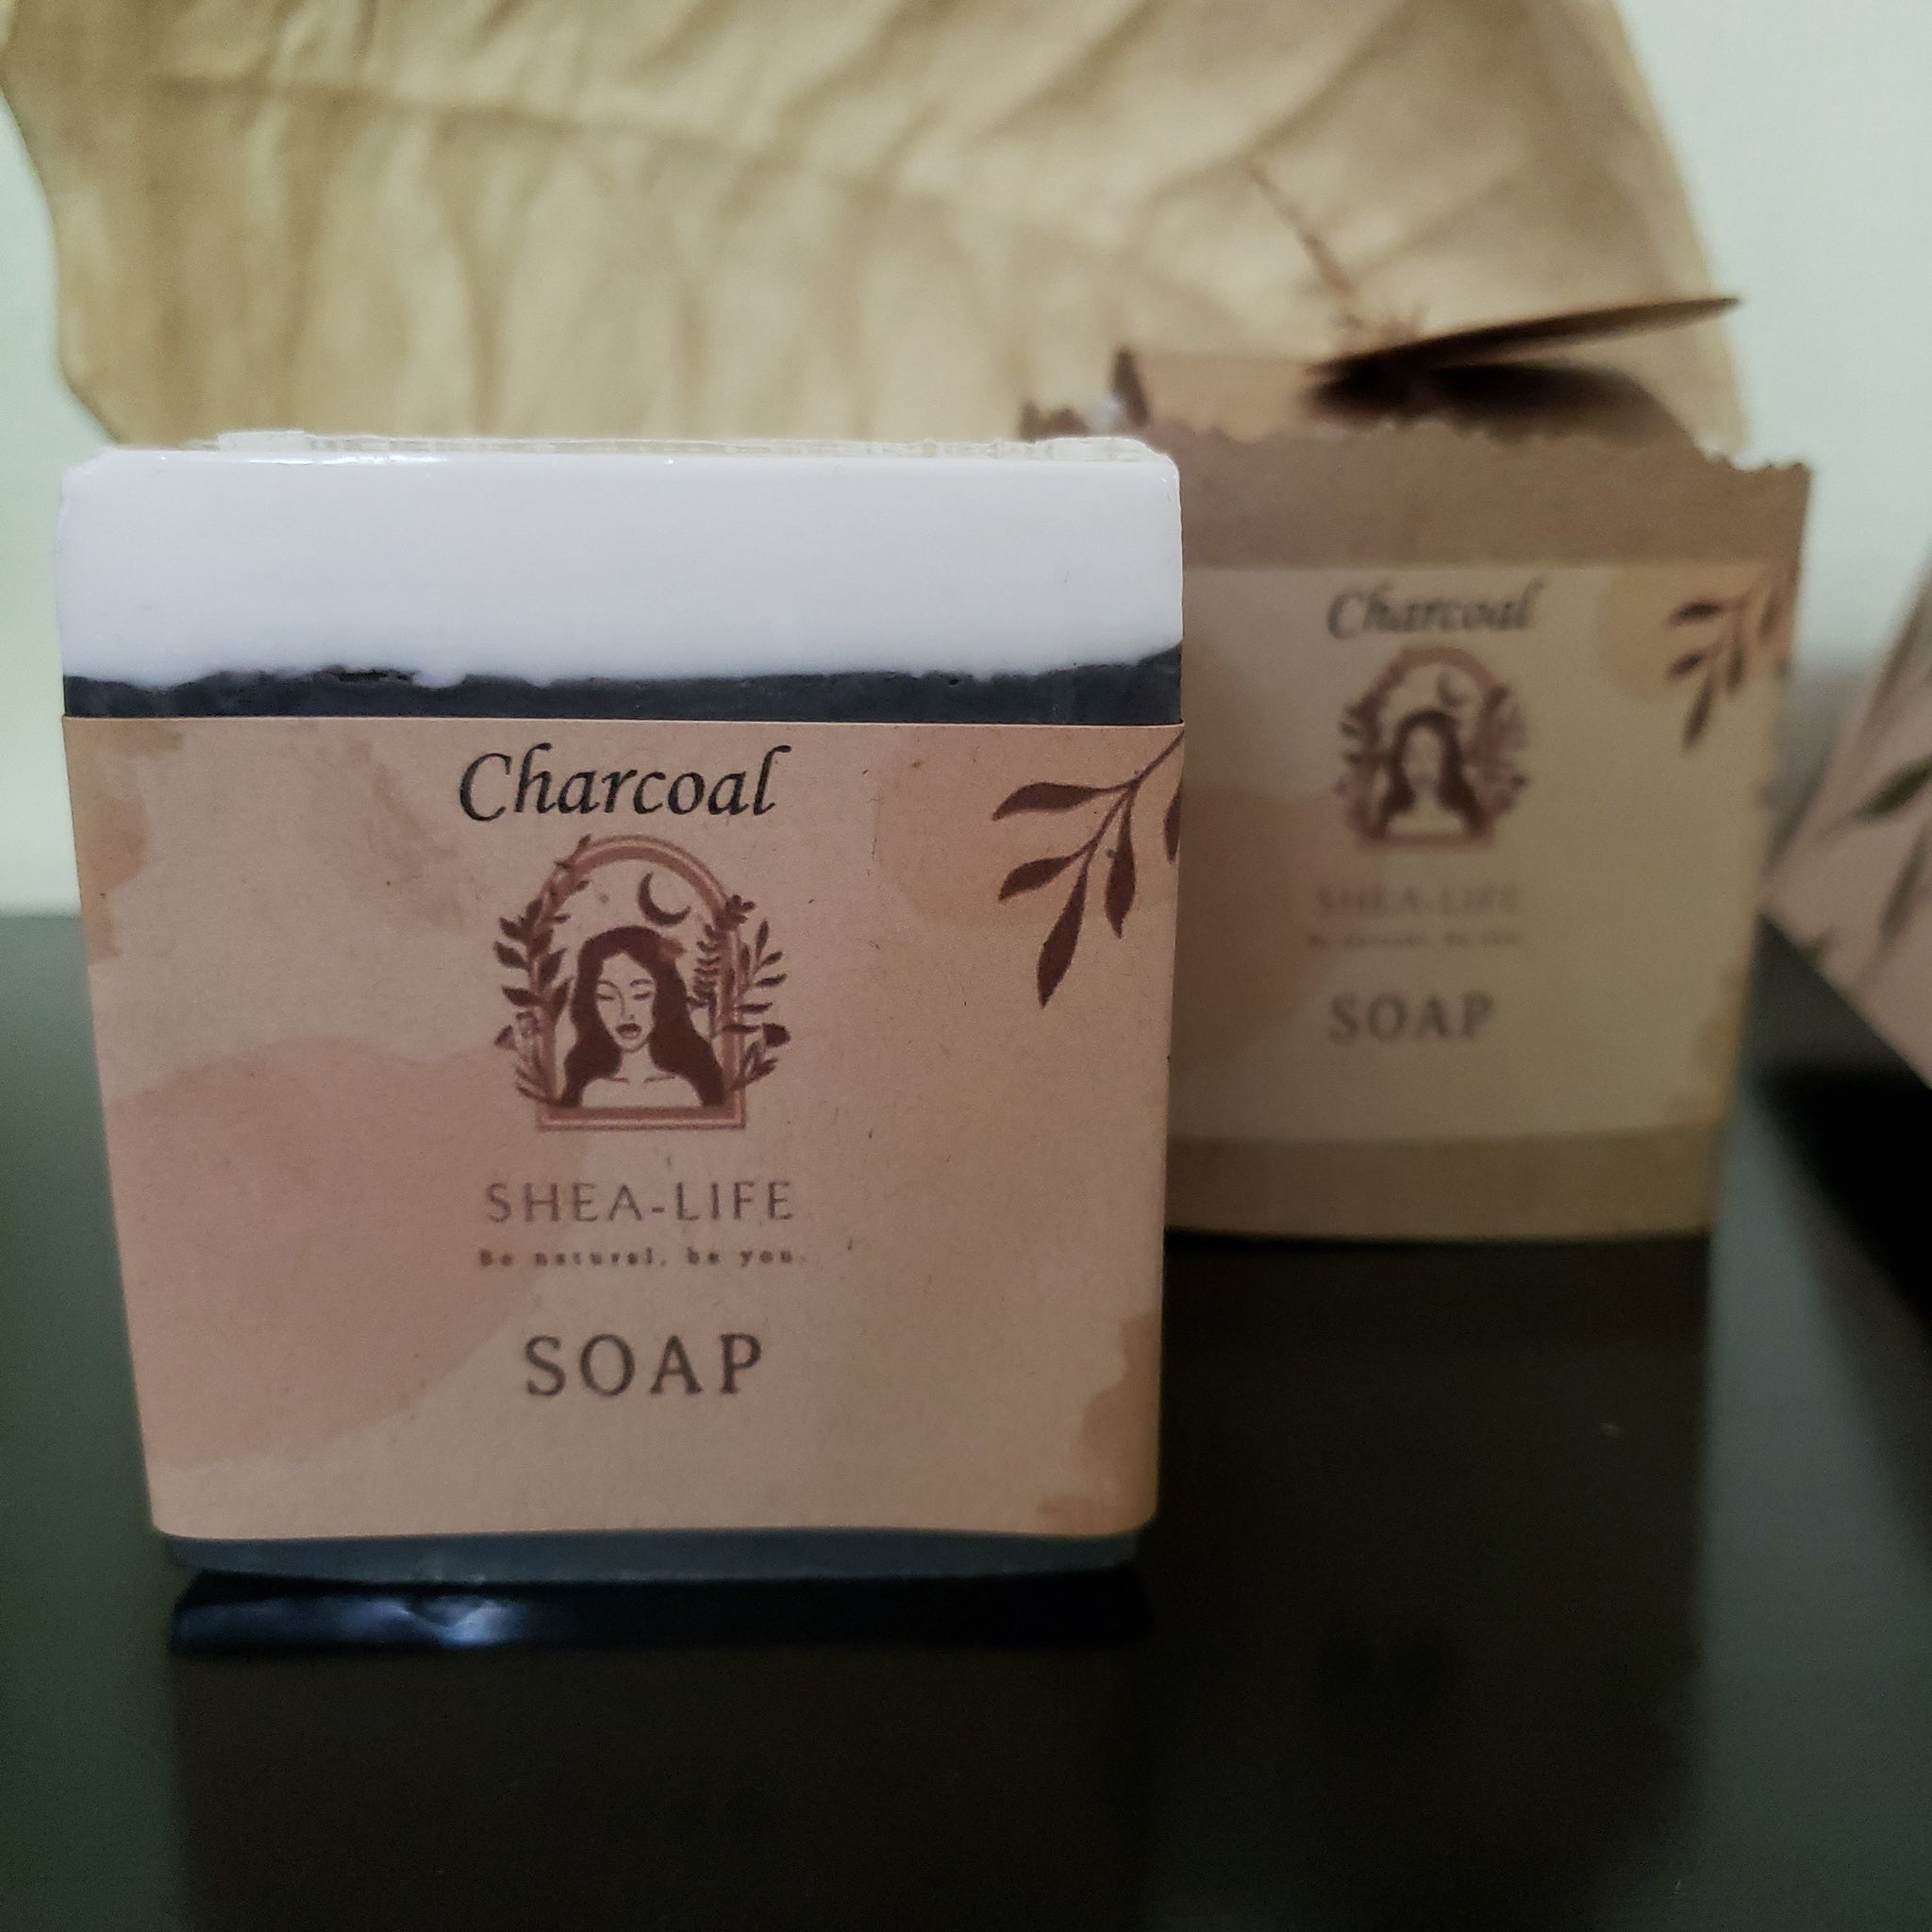 Charcoal
SHEA-LIFE
Be natural, be you.
SOAP
Charcoal
SHEA-LIFE
SOAP